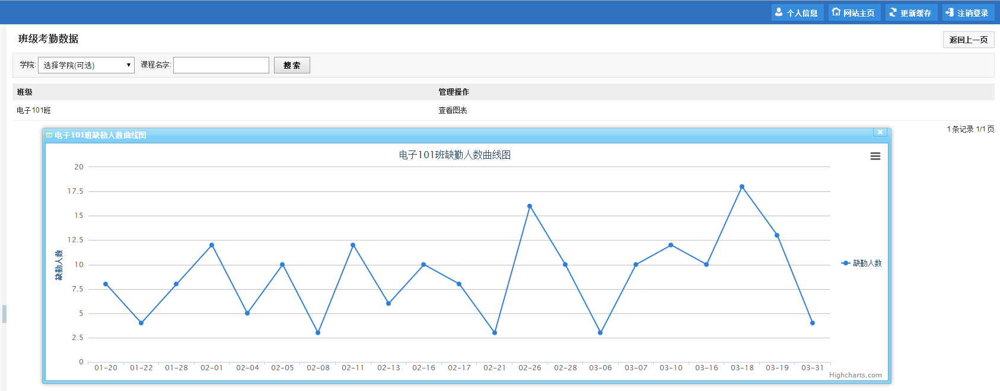 个人信息 网站主页 更新缓存 注销登录
班级考勤数据 返回上一页
学院: 选择学院(可选) 课程名字: 搜索
班级 管理操作
电子101班 查看图表
1 条记录 1/1 页
电子101班缺勤人数曲线图
电子101班缺勤人数曲线图
20
17.5
15
12.5
10
7.5
5
2.5
0
缺勤人数
缺勤人数
01-20 01-22 01-28 02-01 02-04 02-05 02-08 02-11 02-13 02-16 02-17 02-21 02-26 02-28 03-06 03-07 03-10 03-16 03-18 03-19 03-31
Highcharts.com